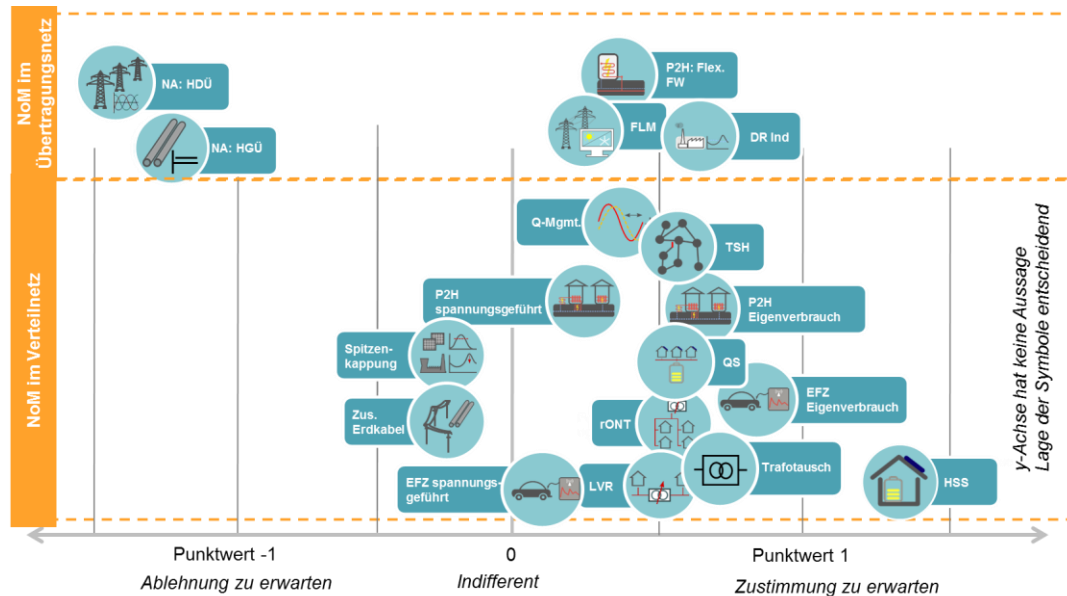 NoM im
Übertragungsnetz
NA: HDÜ
NA: HGÜ
P2H: Flex.
FW
FLM
DR Ind
NoM im Verteilnetz
Q-Mgmt.
TSH
P2H
spannungsgeführt
P2H
Eigenverbrauch
Spitzen-
kappung
QS
EFZ
Eigenverbrauch
Zus.
Erdkabel
rONT
Trafotausch
EFZ spannungs-
geführt
LVR
HSS
y-Achse hat keine Aussage
Lage der Symbole entscheidend
Punktwert -1
0
Punktwert 1
Ablehnung zu erwarten
Indifferent
Zustimmung zu erwarten